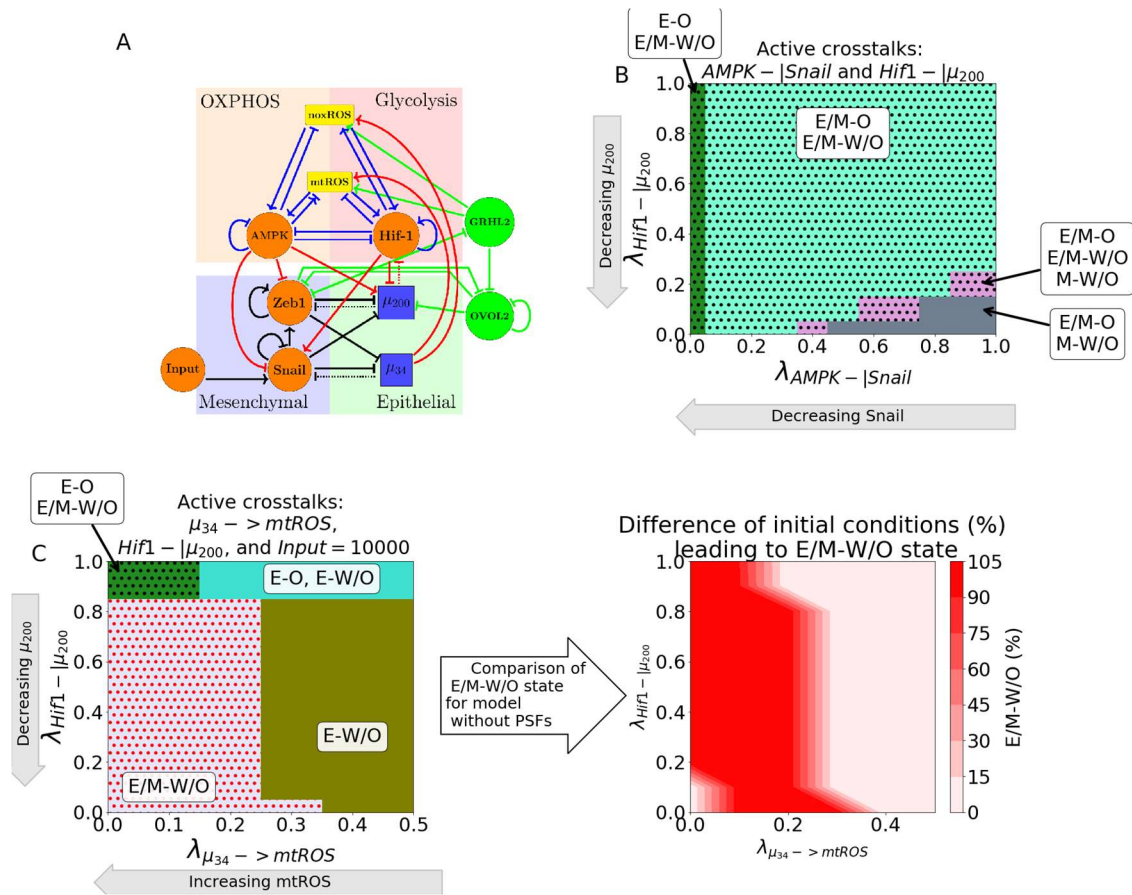 A
OXPHOS
Glycolysis
noxROS
mtROS
AMPK
Hif-1
GRHL2
Zeb1
μ200
OVOL2
Input
Snail
μ34
Mesenchymal
Epithelial
E-O
E/M-W/O
B
Active crosstalks:
AMPK − |Snail and Hif1 − |μ200
Decreasing μ200
λHif1 − |μ200
1.0
0.8
0.6
0.4
0.2
0.0
E/M-O
E/M-W/O
E/M-O
E/M-W/O
M-W/O
E/M-O
M-W/O
0.0 0.2 0.4 0.6 0.8 1.0
λAMPK − |Snail
Decreasing Snail
E-O
E/M-W/O
C
Active crosstalks:
μ34 − > mtROS,
Hif1 − |μ200, and Input = 10000
Decreasing μ200
λHif1 − |μ200
1.0
0.8
0.6
0.4
0.2
0.0
E-O, E-W/O
E-W/O
E/M-W/O
0.0 0.1 0.2 0.3 0.4 0.5
λμ34 − > mtROS
Increasing mtROS
Comparison of
E/M-W/O state
for model
without PSFs
Difference of initial conditions (%)
leading to E/M-W/O state
λHif1 − |μ200
1.0
0.8
0.6
0.4
0.2
0.0
0.0 0.2 0.4
λμ34 − > mtROS
105
90
75
60
45
30
15
0
E/M-W/O (%)